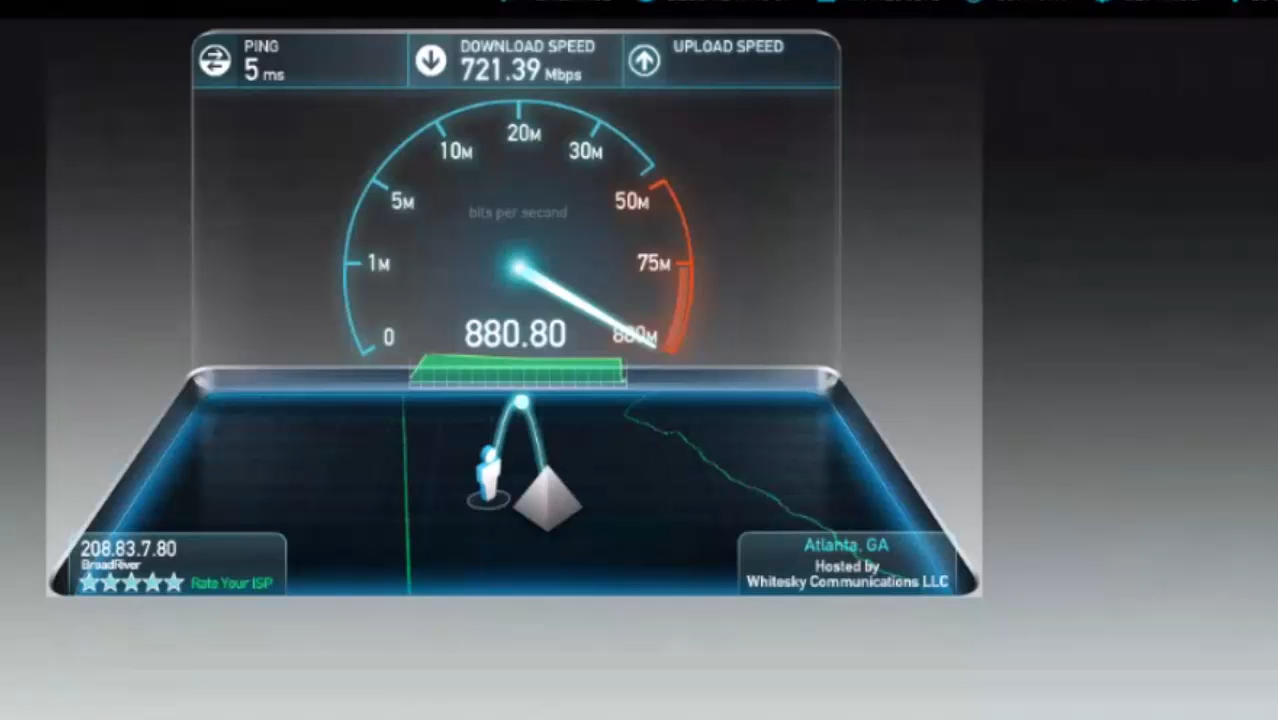 PING
5 ms
DOWNLOAD SPEED
721.39 Mbps
UPLOAD SPEED
20M
10M
30M
5M
50M
bits per second
1M
75M
0
880.80
208.83.7.80
BroadRiver
Rate Your ISP
Atlanta, GA
Hosted by
Whitesky Communications LLC